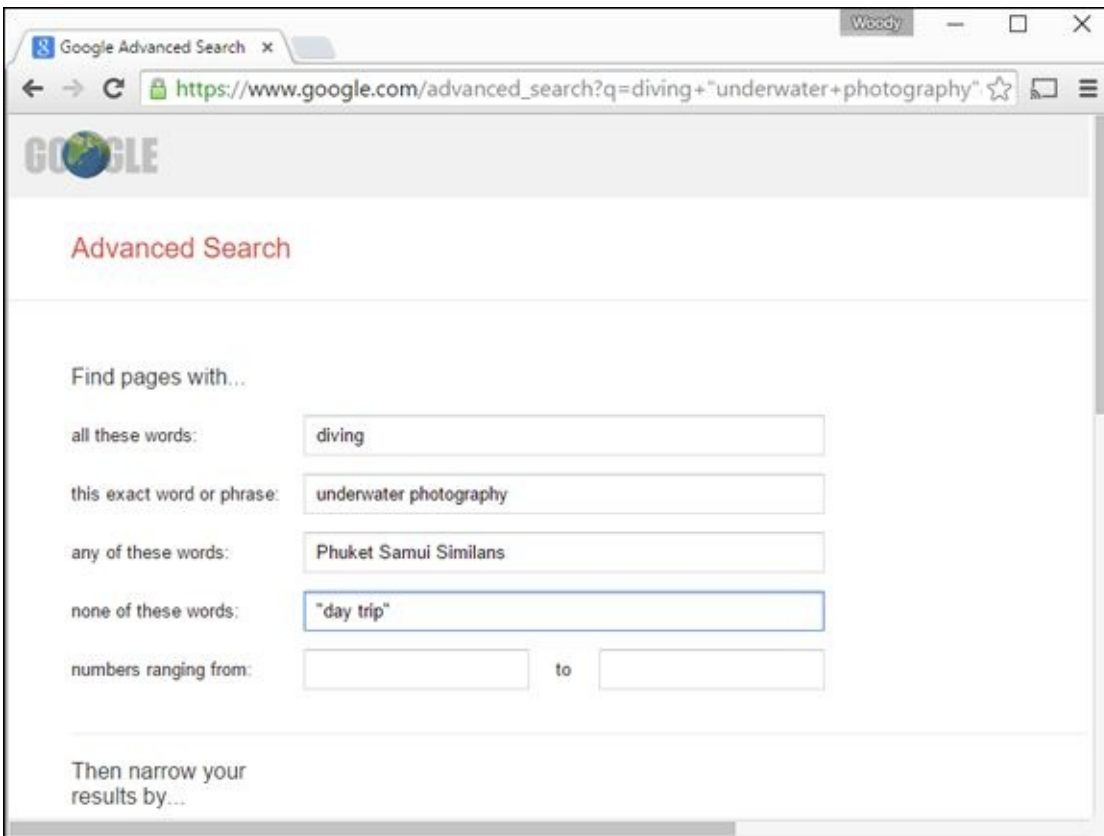 Woody
Google Advanced Search
https://www.google.com/advanced_search?q=diving+"underwater+photography"
GOOGLE
Advanced Search
Find pages with...
all these words: diving
this exact word or phrase: underwater photography
any of these words: Phuket Samui Similans
none of these words: "day trip"
numbers ranging from: to
Then narrow your
results by...